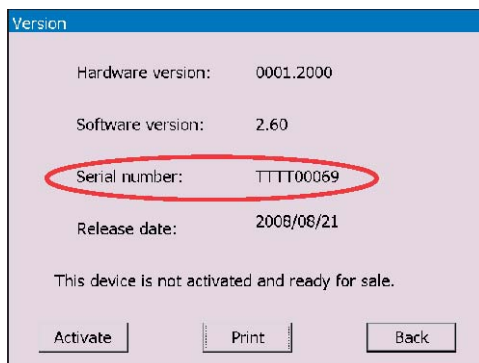 Version
Hardware version: 0001.2000
Software version: 2.60
Serial number: TTTT00069
Release date: 2008/08/21
This device is not activated and ready for sale.
Activate Print Back